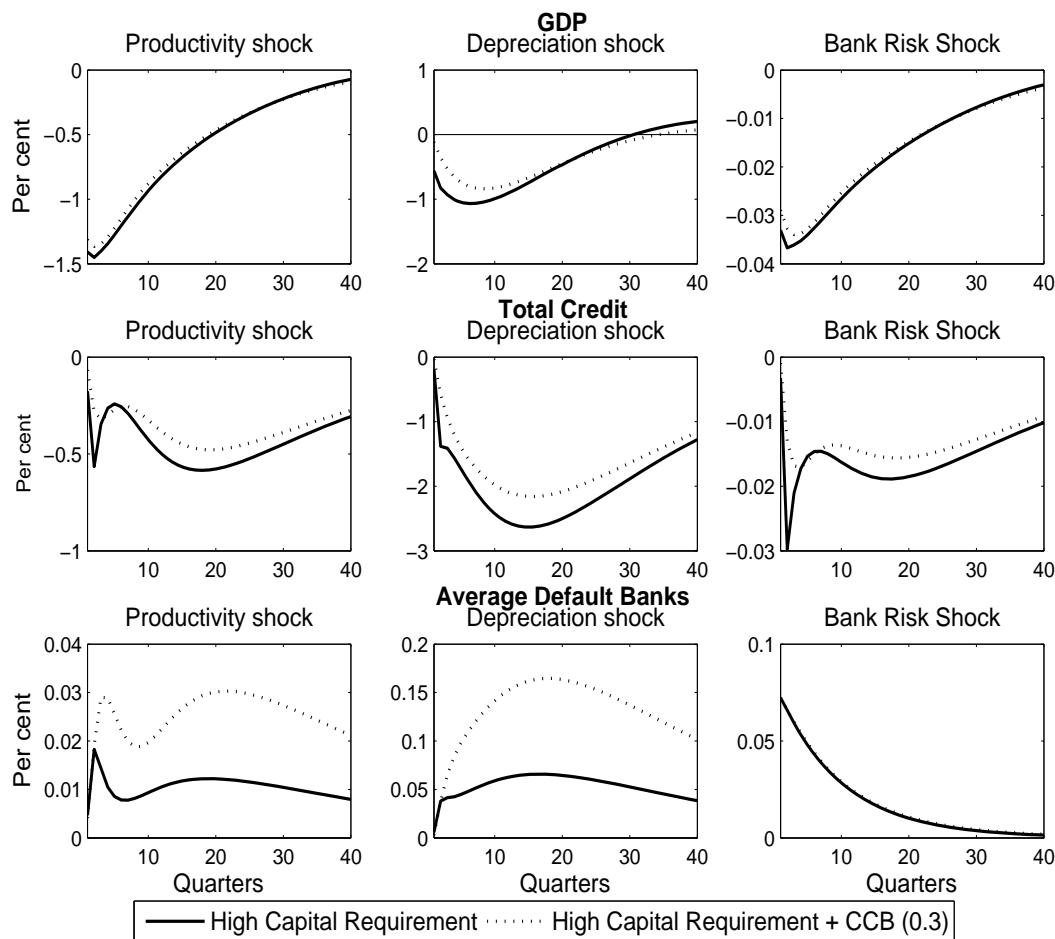 GDP
Productivity shock Depreciation shock Bank Risk Shock
Per cent
0
−0.5
−1
−1.5
10 20 30 40
1
0
−1
−2
10 20 30 40
0
−0.01
−0.02
−0.03
−0.04
10 20 30 40
Total Credit
Productivity shock Depreciation shock Bank Risk Shock
Per cent
0
−0.5
−1
10 20 30 40
0
−1
−2
−3
10 20 30 40
0
−0.01
−0.02
−0.03
10 20 30 40
Average Default Banks
Productivity shock Depreciation shock Bank Risk Shock
Per cent
0.04
0.03
0.02
0.01
0
10 20 30 40
Quarters
0.2
0.15
0.1
0.05
0
10 20 30 40
Quarters
0.1
0.05
0
10 20 30 40
Quarters
High Capital Requirement High Capital Requirement + CCB (0.3)